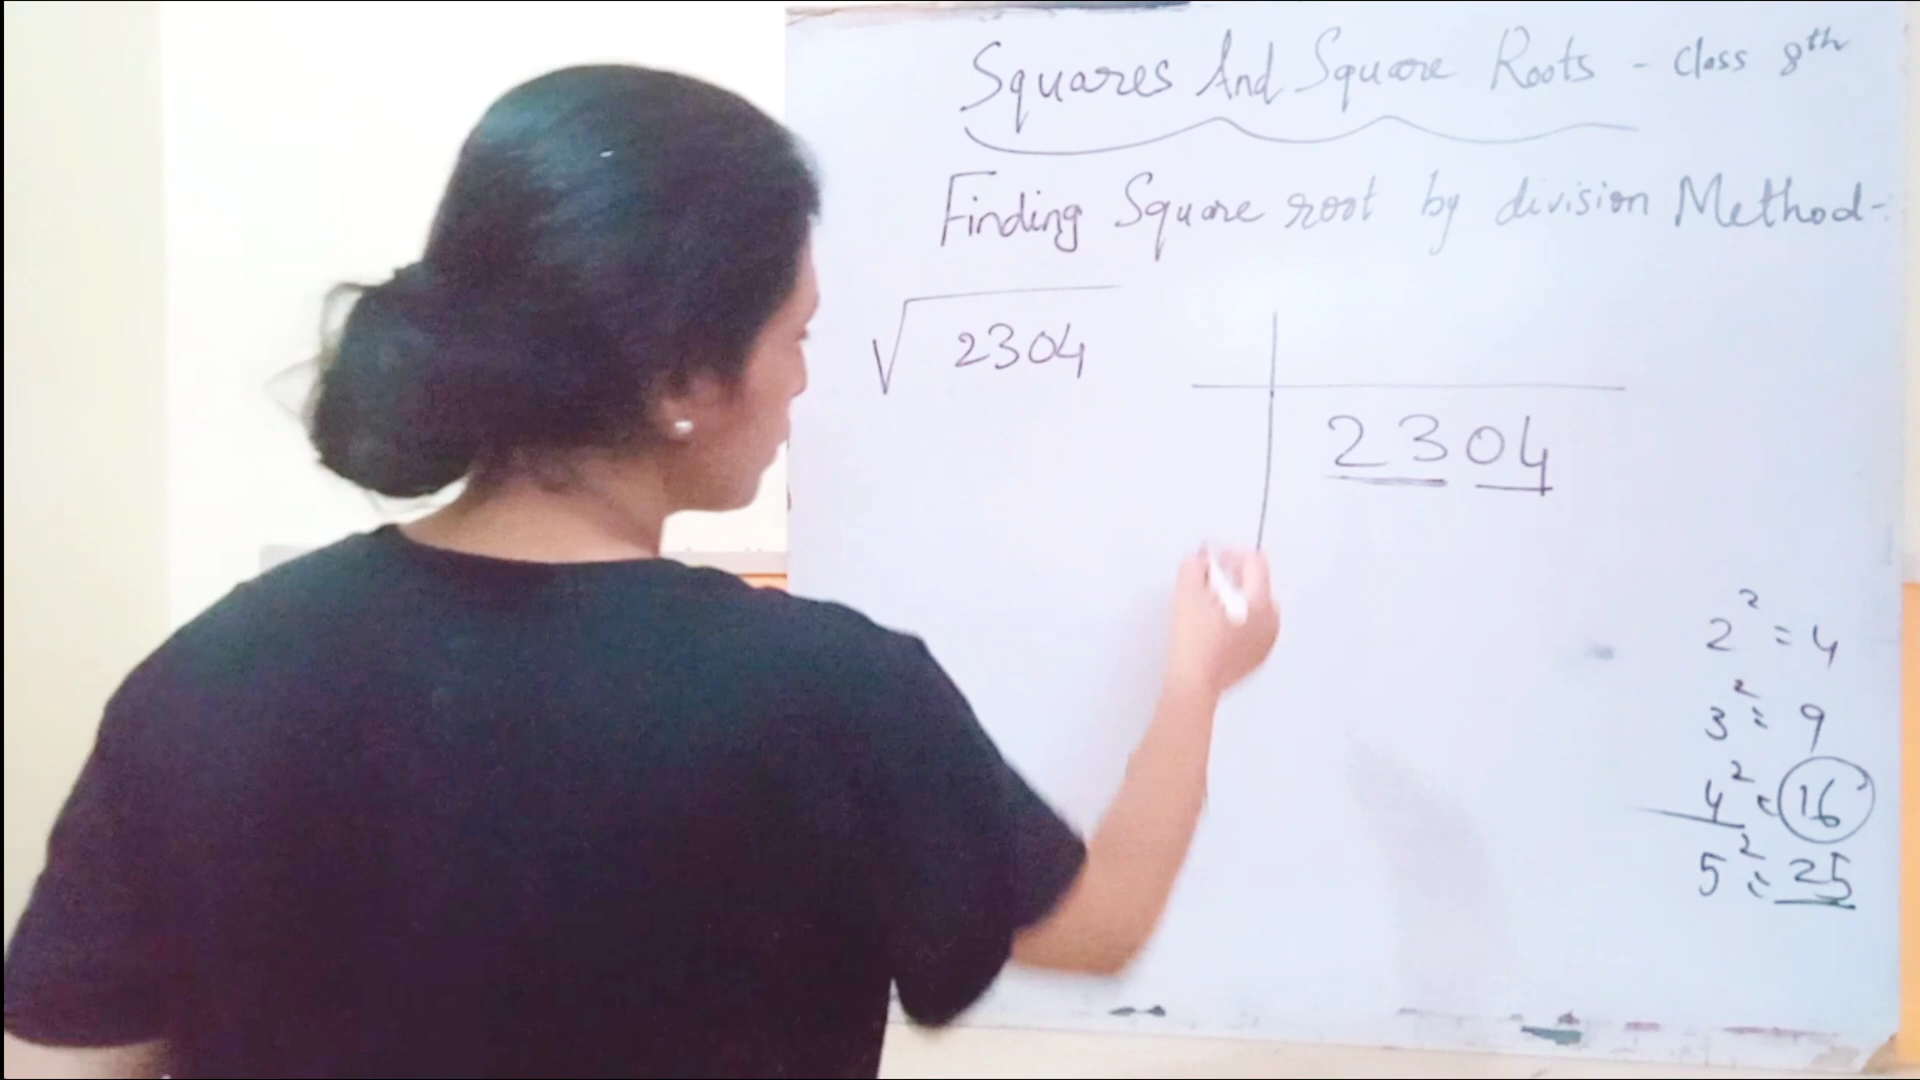 Squares And Square Roots - Class 8th
Finding Square root by division Method-
√2304
2304
2² = 4
3² = 9
4² = 16
5² = 25